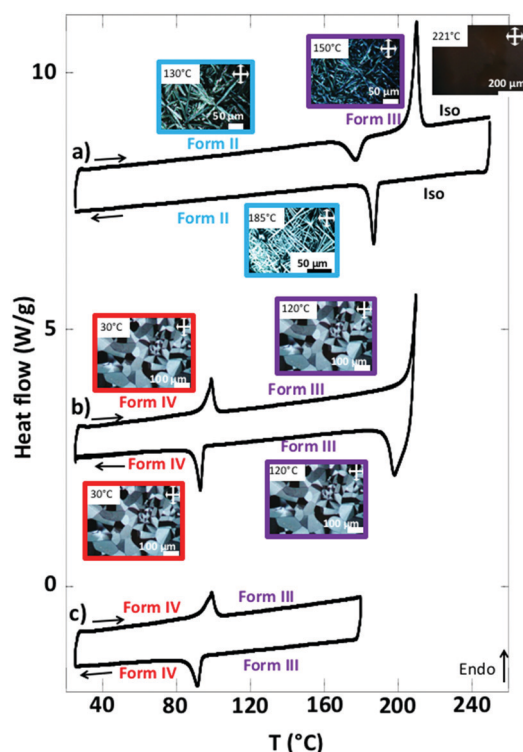 10
5
0
Heat flow (W/g)
130°C
50 µm
150°C
50 µm
221°C
200 µm
Form II
Form III
Iso
a)
Form II
Iso
185°C
50 µm
30°C
100 µm
120°C
100 µm
Form IV
Form III
b)
Form IV
Form III
30°C
100 µm
120°C
100 µm
c)
Form IV
Form III
Form IV
Form III
Endo
40 80 120 160 200 240
T (°C)